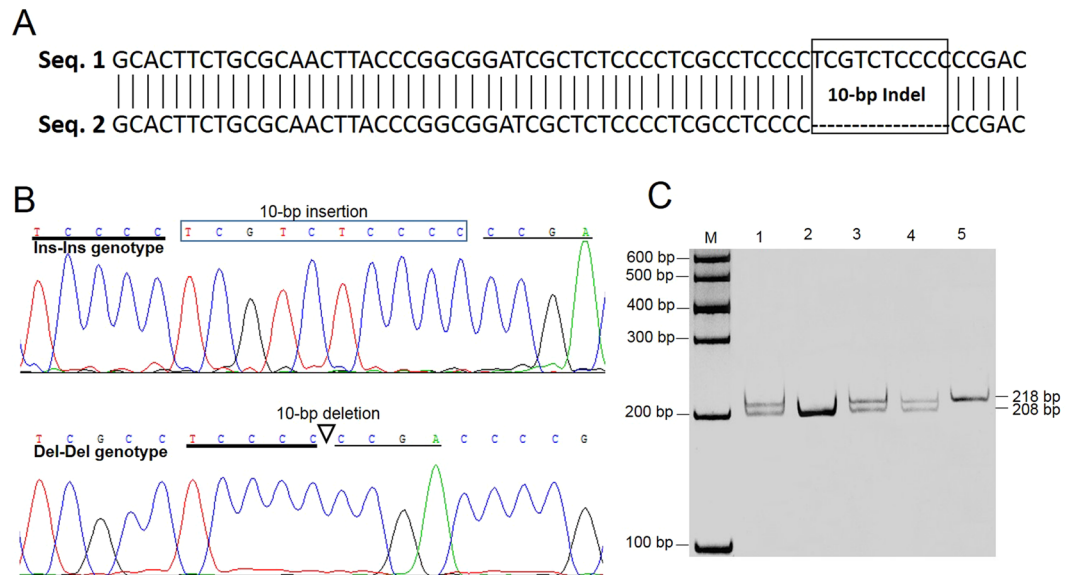 A
Seq. 1 GCACTTCTGCGCAACTTACCCGGCGGATCGCTCTCCCCTCGCCTCCCCTCGTCTCCCCCCGAC
10-bp Indel
Seq. 2 GCACTTCTGCGCAACTTACCCGGCGGATCGCTCTCCCCTCGCCTCCCC----------CCGAC
B
10-bp insertion
T C C C C T C G T C T C C C C C C G A
Ins-Ins genotype
10-bp deletion
T C G C C T C C C C C C G A C C C C G
Del-Del genotype
C
M 1 2 3 4 5
600 bp
500 bp
400 bp
300 bp
218 bp
208 bp
200 bp
100 bp